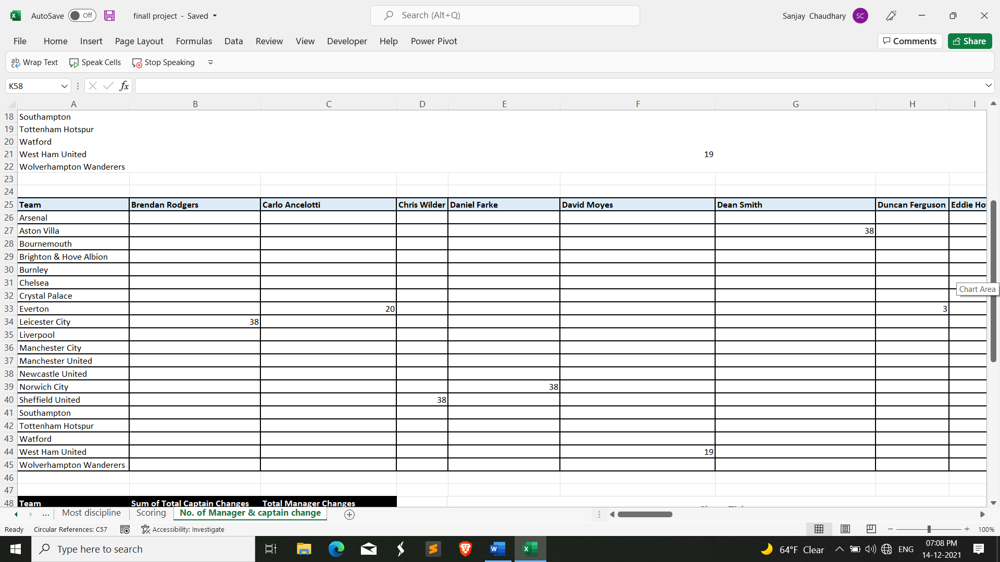 AutoSave Off finall project - Saved Search (Alt+Q) Sanjay Chaudhary SC
File Home Insert Page Layout Formulas Data Review View Developer Help Power Pivot Comments Share
Wrap Text Speak Cells Stop Speaking
K58 fx
A B C D E F G H I
18 Southampton
19 Tottenham Hotspur
20 Watford
21 West Ham United 19
22 Wolverhampton Wanderers
23
24
25 Team Brendan Rodgers Carlo Ancelotti Chris Wilder Daniel Farke David Moyes Dean Smith Duncan Ferguson Eddie
26 Arsenal
27 Aston Villa 38
28 Bournemouth
29 Brighton & Hove Albion
30 Burnley
31 Chelsea
Chart Area
32 Crystal Palace
33 Everton 20 3
34 Leicester City 38
35 Liverpool
36 Manchester City
37 Manchester United
38 Newcastle United
39 Norwich City 38
40 Sheffield United 38
41 Southampton
42 Tottenham Hotspur
43 Watford
44 West Ham United 19
45 Wolverhampton Wanderers
46
47
48 Team Sum of Total Captain Changes Total Manager Changes
... Most discipline Scoring No. of Manager & captain change
Ready Circular References: C57 Accessibility: Investigate 100%
Type here to search 64°F Clear ENG 07:08 PM
14-12-2021